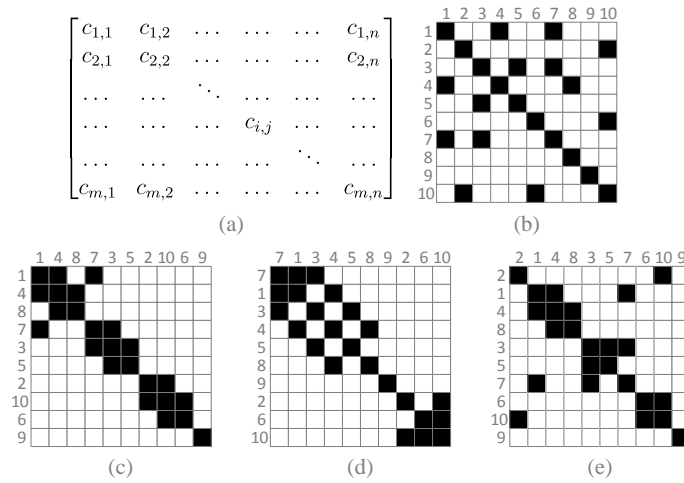 c1,1 c1,2 ... ... ... c1,n
c2,1 c2,2 ... ... ... c2,n
... ... ⋱ ... ... ...
... ... ... ci,j ... ...
... ... ... ... ⋱ ...
cm,1 cm,2 ... ... ... cm,n
(a)
1 2 3 4 5 6 7 8 9 10
1
2
3
4
5
6
7
8
9
10
(b)
1 4 8 7 3 5 2 10 6 9
1
4
8
7
3
5
2
10
6
9
(c)
7 1 3 4 5 8 9 2 6 10
7
1
3
4
5
8
9
2
6
10
(d)
2 1 4 8 3 5 7 6 10 9
2
1
4
8
3
5
7
6
10
9
(e)